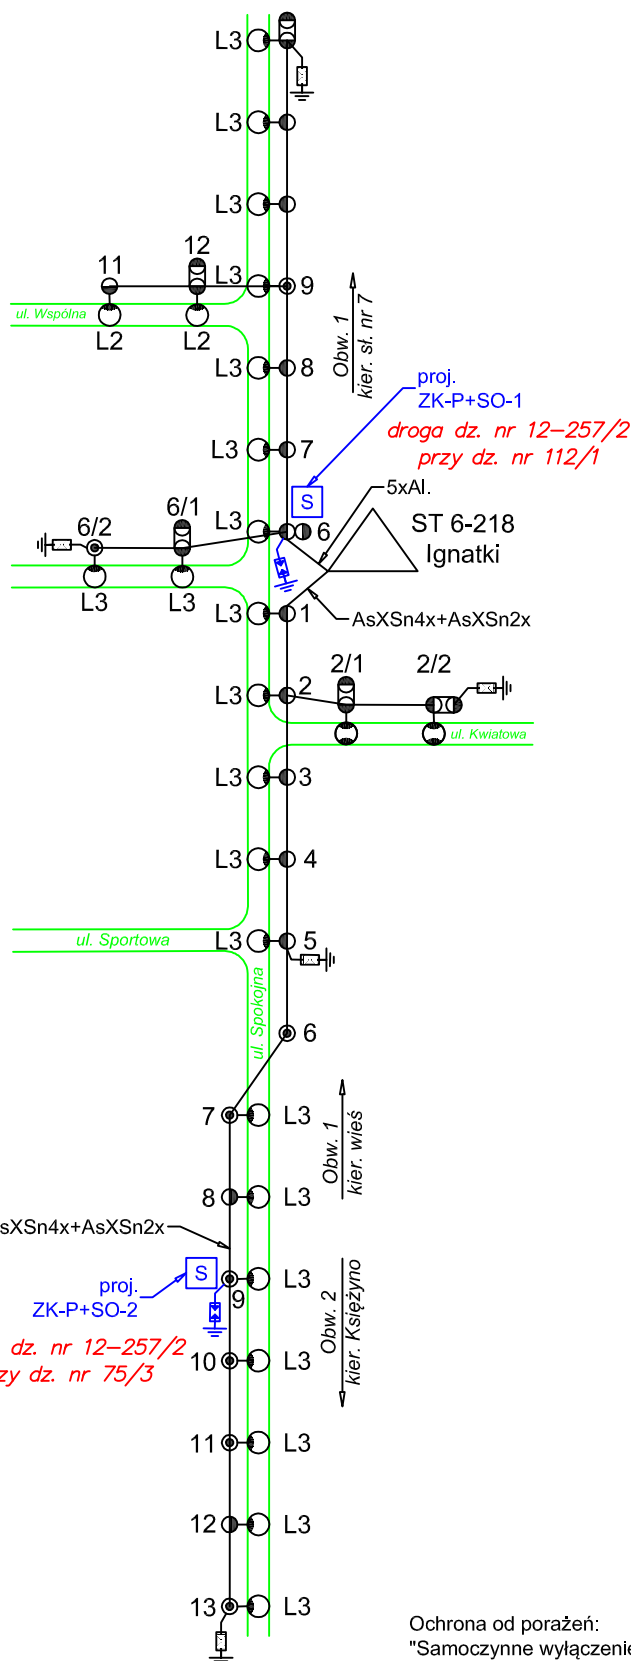 L3
L3
L3
11
12
L3
9
ul. Wspólna
L2
L2
Obw. 1
kier. sł. nr 7
L3
8
proj.
ZK-P+SO-1
droga dz. nr 12-257/2
przy dz. nr 112/1
L3
7
5xAl.
S
6/2
6/1
L3
6
ST 6-218
Ignatki
L3
L3
1
AsXSn4x+AsXSn2x
2/1
2/2
L3
2
ul. Kwiatowa
L3
3
L3
4
ul. Sportowa
L3
5
ul. Spokojna
6
7
L3
Obw. 1
kier. wieś
8
L3
sXSn4x+AsXSn2x
S
L3
9
proj.
ZK-P+SO-2
Obw. 2
kier. Księżyno
dz. nr 12-257/2
zy dz. nr 75/3
10
L3
11
L3
12
L3
13
L3
Ochrona od porażeń:
"Samoczynne wyłączenie